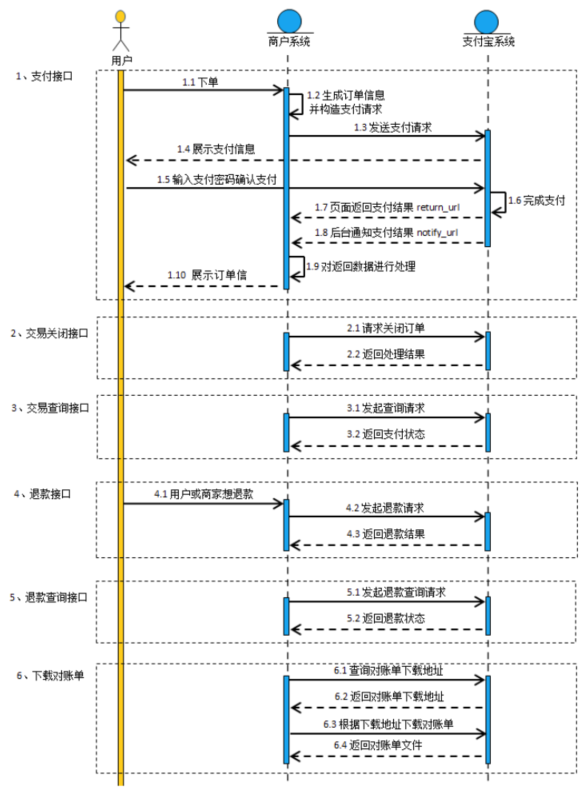 用户
商户系统
支付宝系统
1、支付接口
1.1 下单
1.2 生成订单信息
并构造支付请求
1.3 发送支付请求
1.4 展示支付信息
1.5 输入支付密码确认支付
1.6 完成支付
1.7 页面返回支付结果 return_url
1.8 后台通知支付结果 notify_url
1.9 对返回数据进行处理
1.10 展示订单信
2、交易关闭接口
2.1 请求关闭订单
2.2 返回处理结果
3、交易查询接口
3.1 发起查询请求
3.2 返回支付状态
4、退款接口
4.1 用户或商家想退款
4.2 发起退款请求
4.3 返回退款结果
5、退款查询接口
5.1 发起退款查询请求
5.2 返回退款状态
6、下载对账单
6.1 查询对账单下载地址
6.2 返回对账单下载地址
6.3 根据下载地址下载对账单
6.4 返回对账单文件